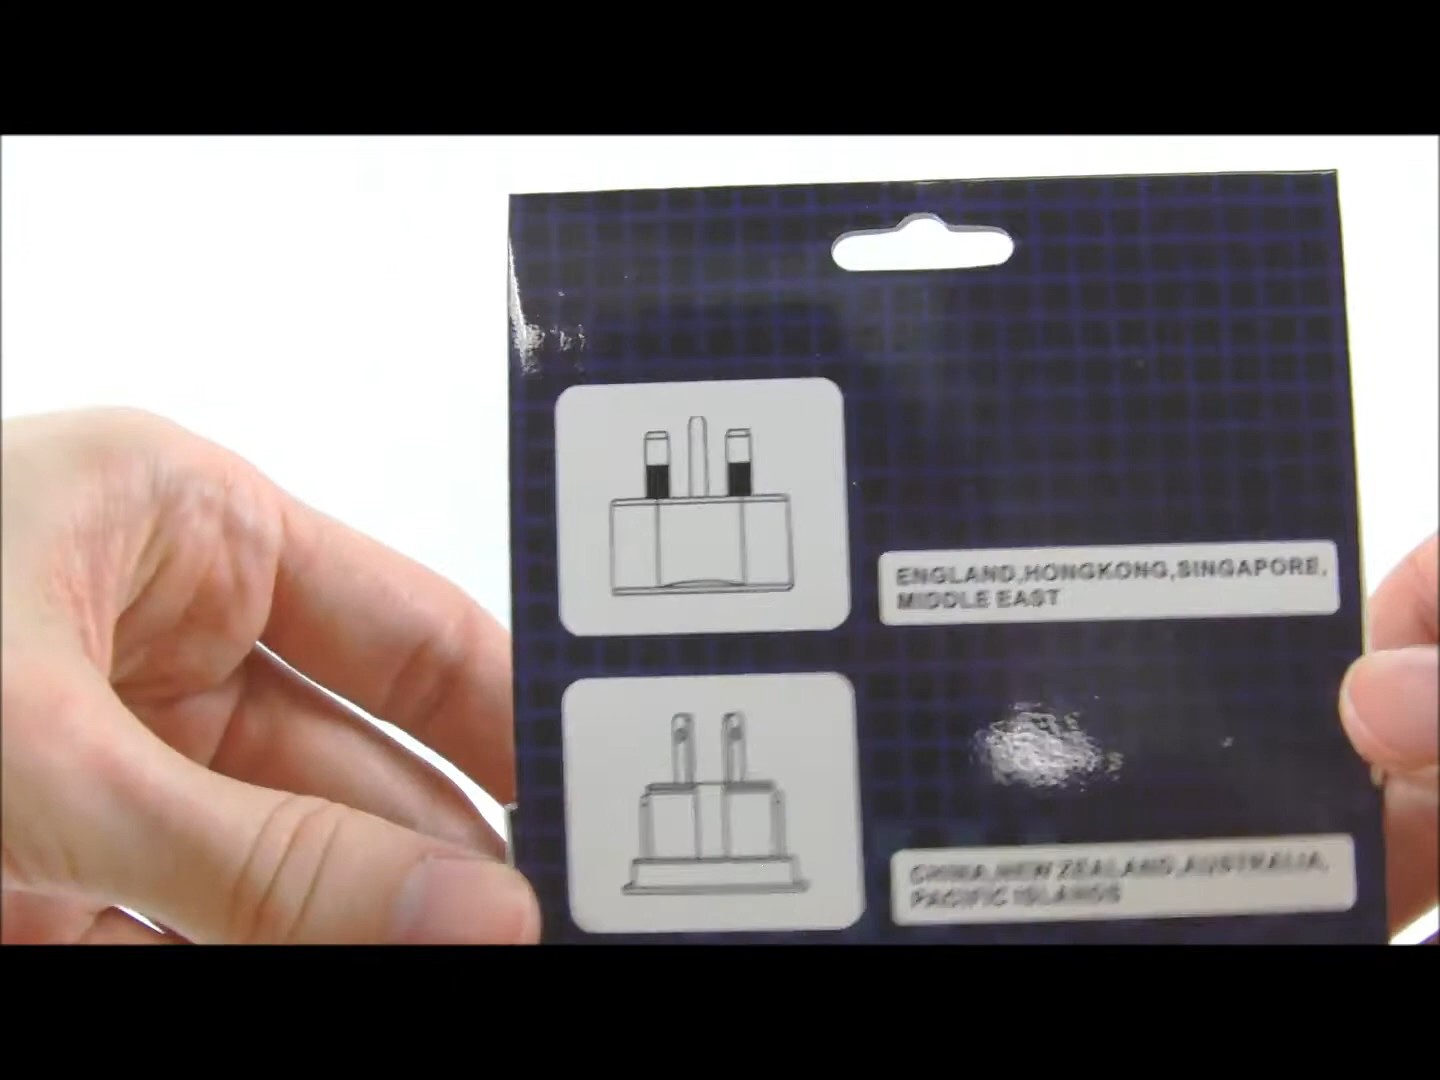 ENGLAND,HONGKONG,SINGAPORE,
MIDDLE EAST
CHINA,NEW ZEALAND,AUSTRALIA,
PACIFIC ISLANDS